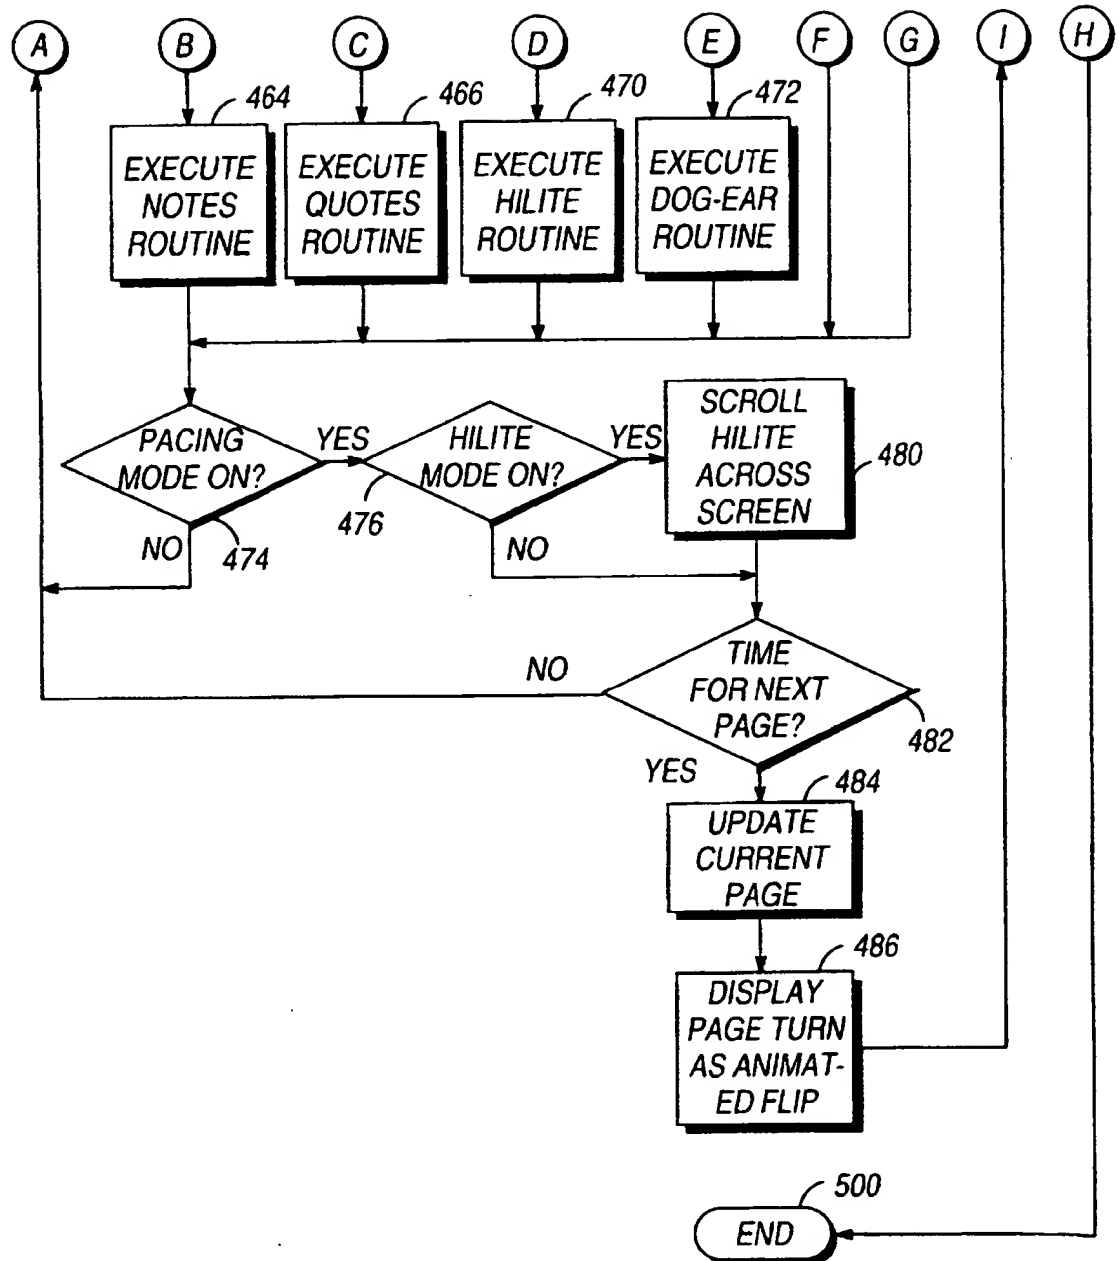 A B C D E F G I H
464 466 470 472
EXECUTE
NOTES
ROUTINE
EXECUTE
QUOTES
ROUTINE
EXECUTE
HILITE
ROUTINE
EXECUTE
DOG-EAR
ROUTINE
PACING
MODE ON?
YES
NO
474
HILITE
MODE ON?
YES
476
NO
SCROLL
HILITE
ACROSS
SCREEN
480
TIME
FOR NEXT
PAGE?
NO
482
YES
484
UPDATE
CURRENT
PAGE
486
DISPLAY
PAGE TURN
AS ANIMAT-
ED FLIP
500
END